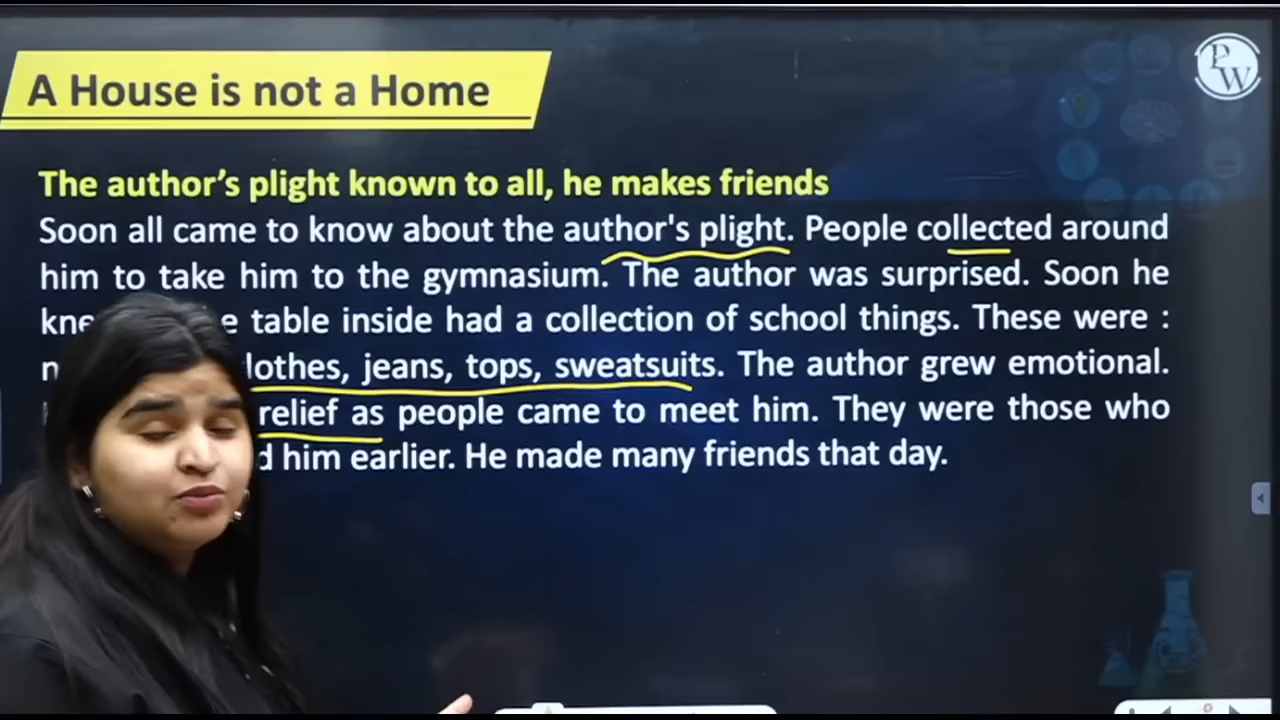 A House is not a Home
PW
The author's plight known to all, he makes friends
Soon all came to know about the author's plight. People collected around
him to take him to the gymnasium. The author was surprised. Soon he
table inside had a collection of school things. These were :
lothes, jeans, tops, sweatsuits. The author grew emotional.
relief as people came to meet him. They were those who
him earlier. He made many friends that day.